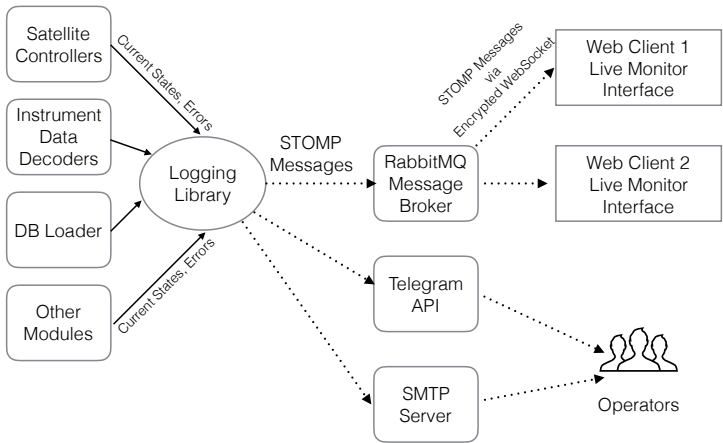 Satellite
Controllers
Current States, Errors
Instrument
Data
Decoders
DB Loader
Other
Modules
Current States, Errors
Logging
Library
STOMP
Messages
RabbitMQ
Message
Broker
STOMP Messages
via
Encrypted WebSocket
Web Client 1
Live Monitor
Interface
Web Client 2
Live Monitor
Interface
Telegram
API
SMTP
Server
Operators